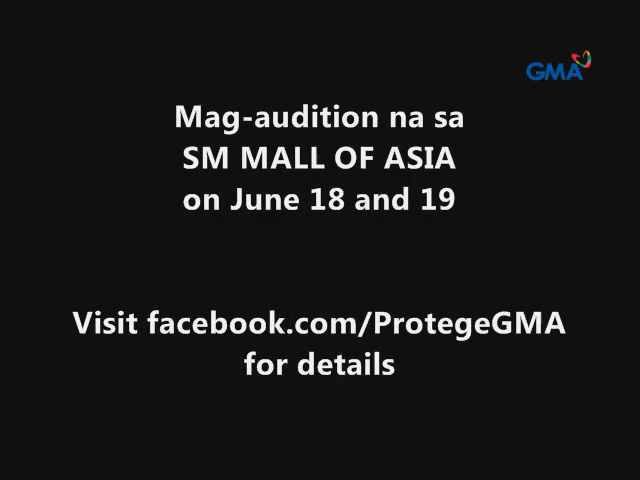 GMA
Mag-audition na sa
SM MALL OF ASIA
on June 18 and 19
Visit facebook.com/ProtegeGMA
for details